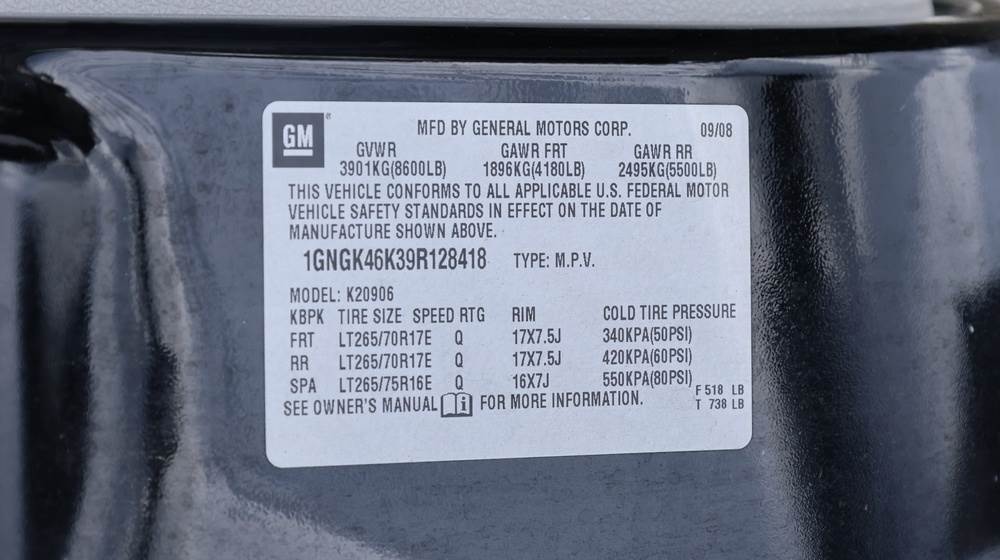 GM
MFD BY GENERAL MOTORS CORP. 09/08
GVWR GAWR FRT GAWR RR
3901KG(8600LB) 1896KG(4180LB) 2495KG(5500LB)
THIS VEHICLE CONFORMS TO ALL APPLICABLE U.S. FEDERAL MOTOR
VEHICLE SAFETY STANDARDS IN EFFECT ON THE DATE OF
MANUFACTURE SHOWN ABOVE.
1GNGK46K39R128418 TYPE: M.P.V.
MODEL: K20906
KBPK TIRE SIZE SPEED RTG RIM COLD TIRE PRESSURE
FRT LT265/70R17E Q 17X7.5J 340KPA(50PSI)
RR LT265/70R17E Q 17X7.5J 420KPA(60PSI)
SPA LT265/75R16E Q 16X7J 550KPA(80PSI)
SEE OWNER'S MANUAL i FOR MORE INFORMATION. F 518 LB
T 738 LB